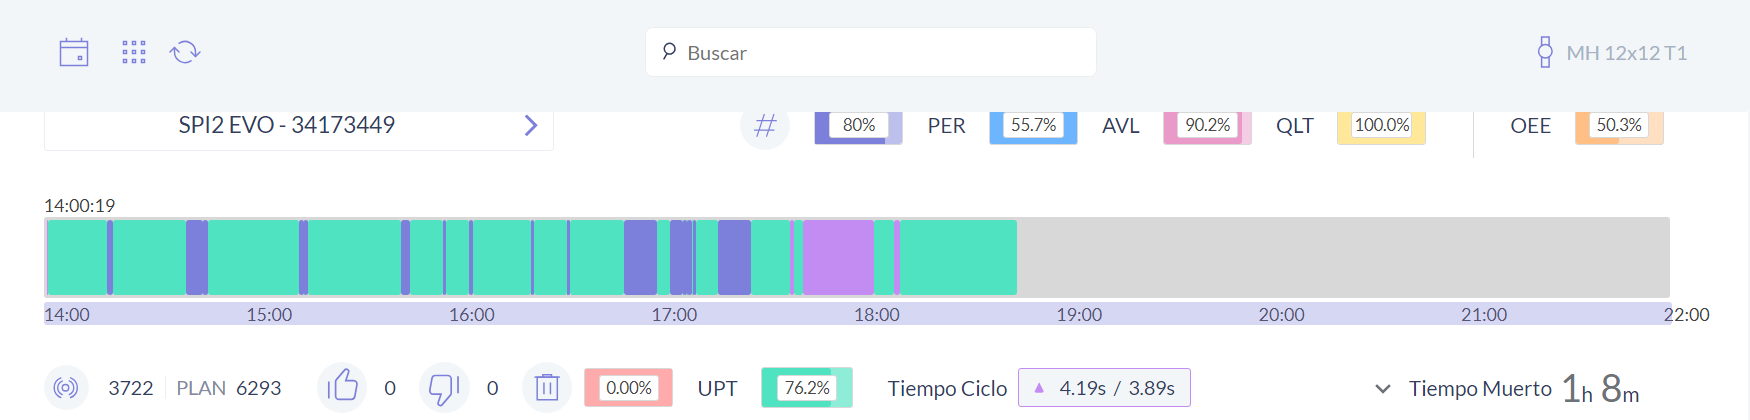 Buscar
MH 12x12 T1
SPI2 EVO - 34173449
80% PER 55.7% AVL 90.2% QLT 100.0% OEE 50.3%
14:00:19
14:00 15:00 16:00 17:00 18:00 19:00 20:00 21:00 22:00
3722 PLAN 6293 0 0 0.00% UPT 76.2% Tiempo Ciclo 4.19s / 3.89s Tiempo Muerto 1h 8m